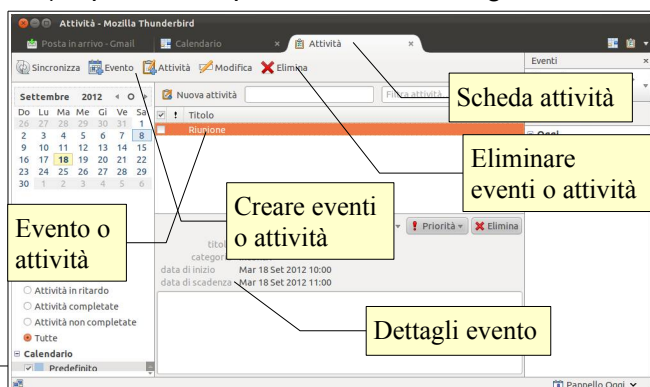 Attività - Mozilla Thunderbird
Posta in arrivo - Gmail
Calendario
Attività
Sincronizza Evento Attività Modifica Elimina
Eventi
Settembre 2012
Nuova attività
Filtra attività
Do Lu Ma Me Gi Ve Sa
26 27 28 29 30 31 1
2 3 4 5 6 7 8
9 10 11 12 13 14 15
16 17 18 19 20 21 22
23 24 25 26 27 28 29
30 1 2 3 4 5 6
! Titolo
Riunione
Oggi
Scheda attività
Eliminare
eventi o attività
Creare eventi
o attività
Evento o
attività
Priorità
Elimina
data di inizio Mar 18 Set 2012 10:00
data di scadenza Mar 18 Set 2012 11:00
Dettagli evento
Attività in ritardo
Attività completate
Attività non completate
Tutte
Calendario
Predefinito
Pannello Oggi